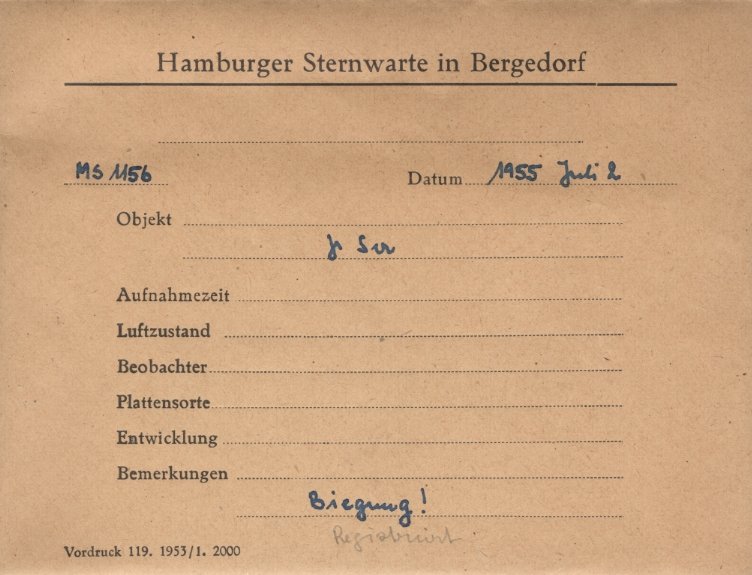 Hamburger Sternwarte in Bergedorf
MS 1156
Datum 1955 Juli 2
Objekt
γ Ser
Aufnahmezeit
Luftzustand
Beobachter
Plattensorte
Entwicklung
Bemerkungen
Biegung!
Registriert
Vordruck 119. 1953/1. 2000